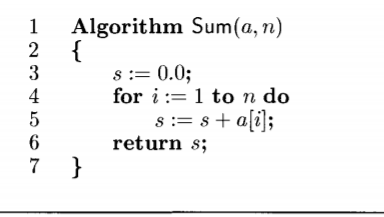 1 Algorithm Sum(a, n)
2 {
3 s := 0.0;
4 for i := 1 to n do
5 s := s + a[i];
6 return s;
7 }